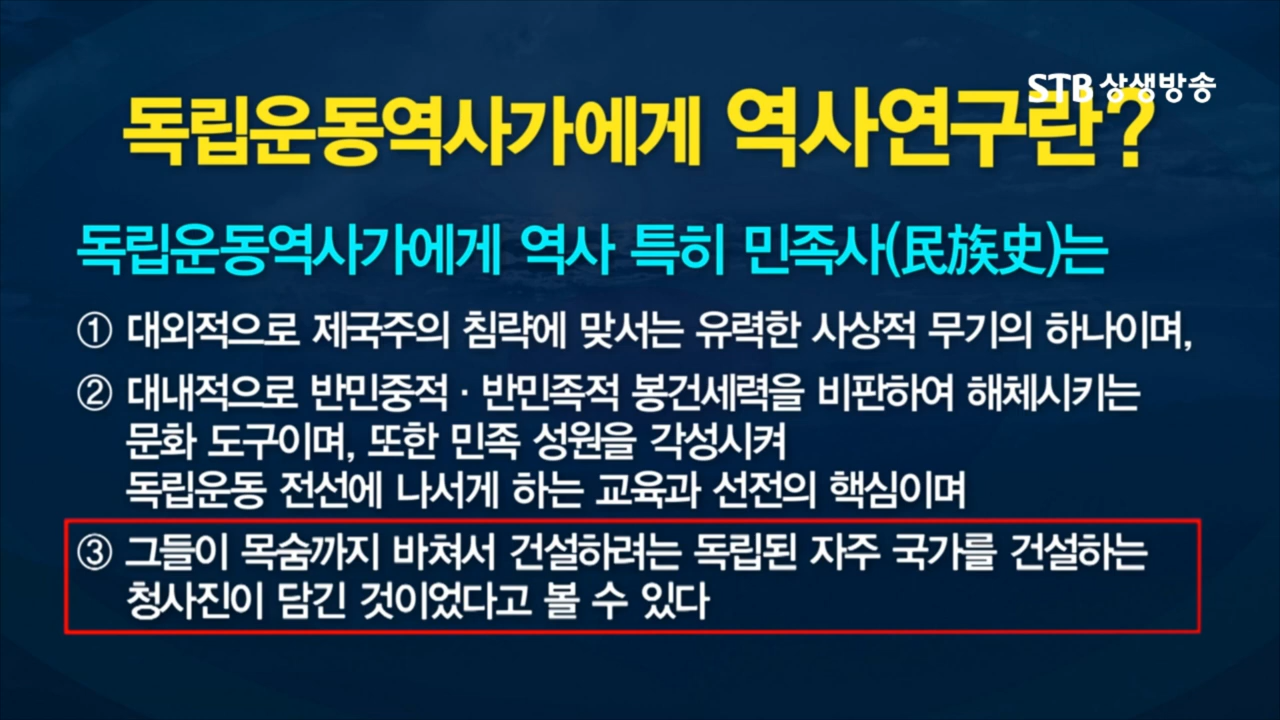 STB 상생방송
독립운동역사가에게 역사연구란?
독립운동역사가에게 역사 특히 민족사(民族史)는
① 대외적으로 제국주의 침략에 맞서는 유력한 사상적 무기의 하나이며,
② 대내적으로 반민중적 · 반민족적 봉건세력을 비판하여 해체시키는
문화 도구이며, 또한 민족 성원을 각성시켜
독립운동 전선에 나서게 하는 교육과 선전의 핵심이며
③ 그들이 목숨까지 바쳐서 건설하려는 독립된 자주 국가를 건설하는
청사진이 담긴 것이었다고 볼 수 있다